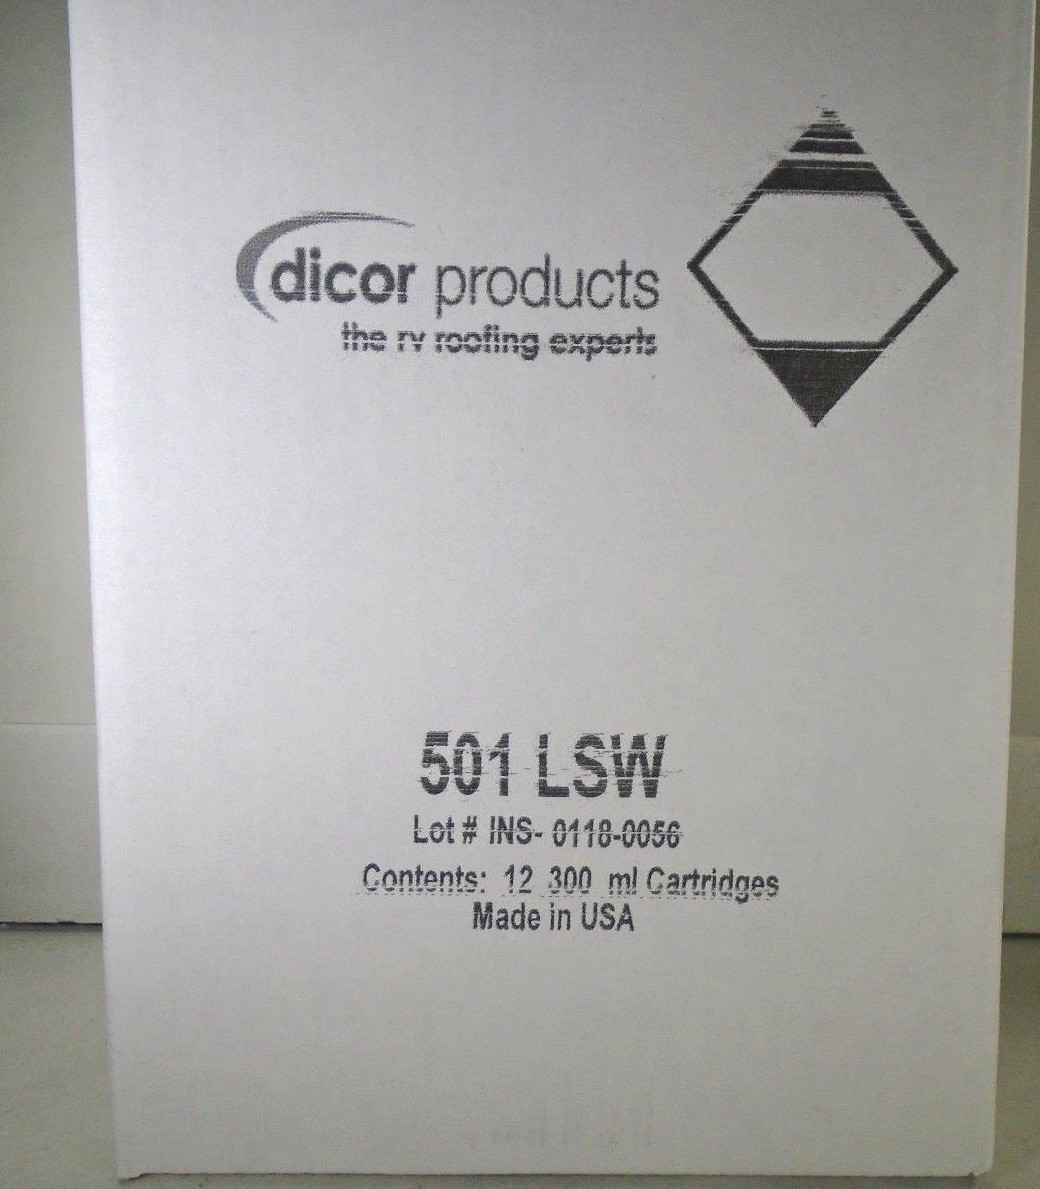 dicor products
the rv roofing experts
501 LSW
Lot # INS- 0118-0056
Contents: 12 300 ml Cartridges
Made in USA